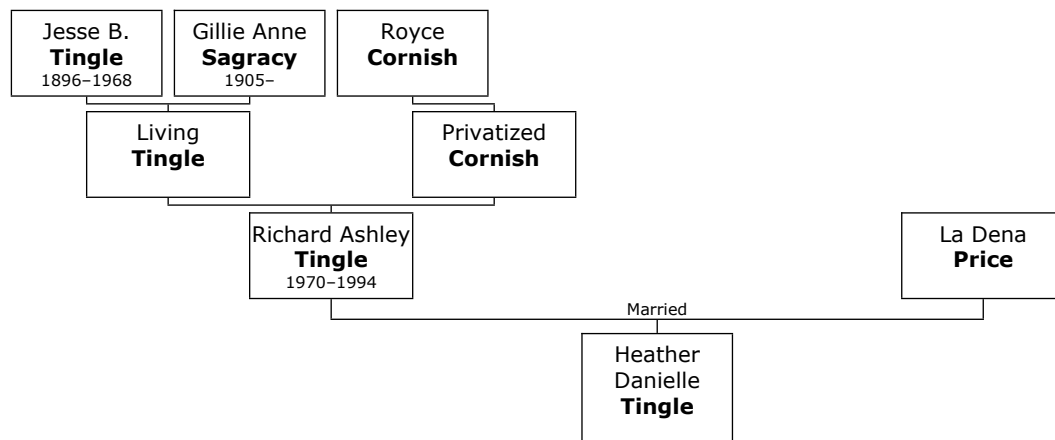 Jesse B.
Tingle
1896–1968
Gillie Anne
Sagracy
1905–
Royce
Cornish
Living
Tingle
Privatized
Cornish
Richard Ashley
Tingle
1970–1994
La Dena
Price
Married
Heather
Danielle
Tingle